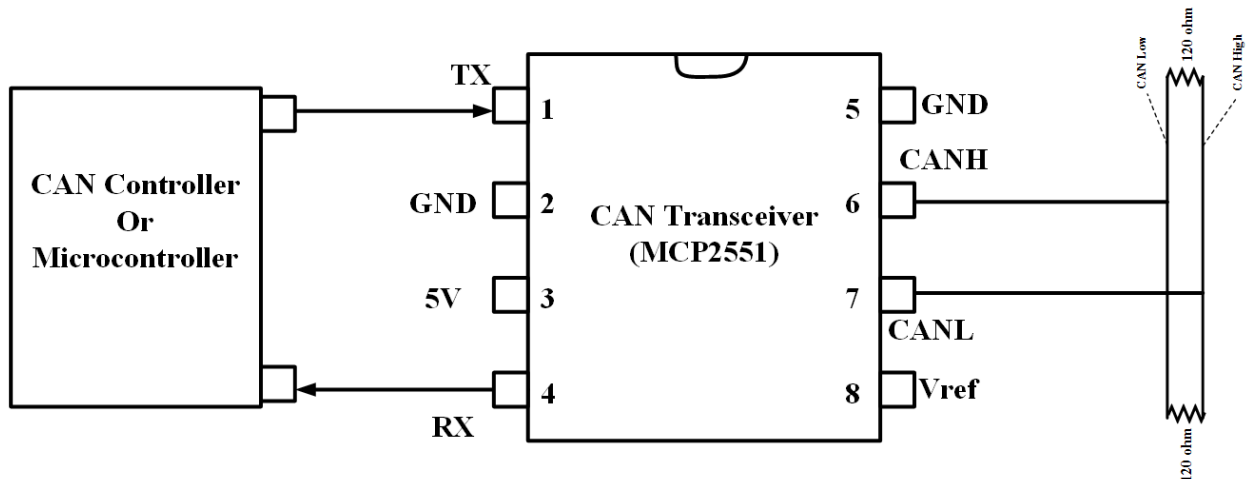 CAN Controller
Or
Microcontroller
TX
GND
5V
RX
1
2
3
4
CAN Transceiver
(MCP2551)
5
6
7
8
GND
CANH
CANL
Vref
CAN Low
120 ohm
CAN High
120 ohm